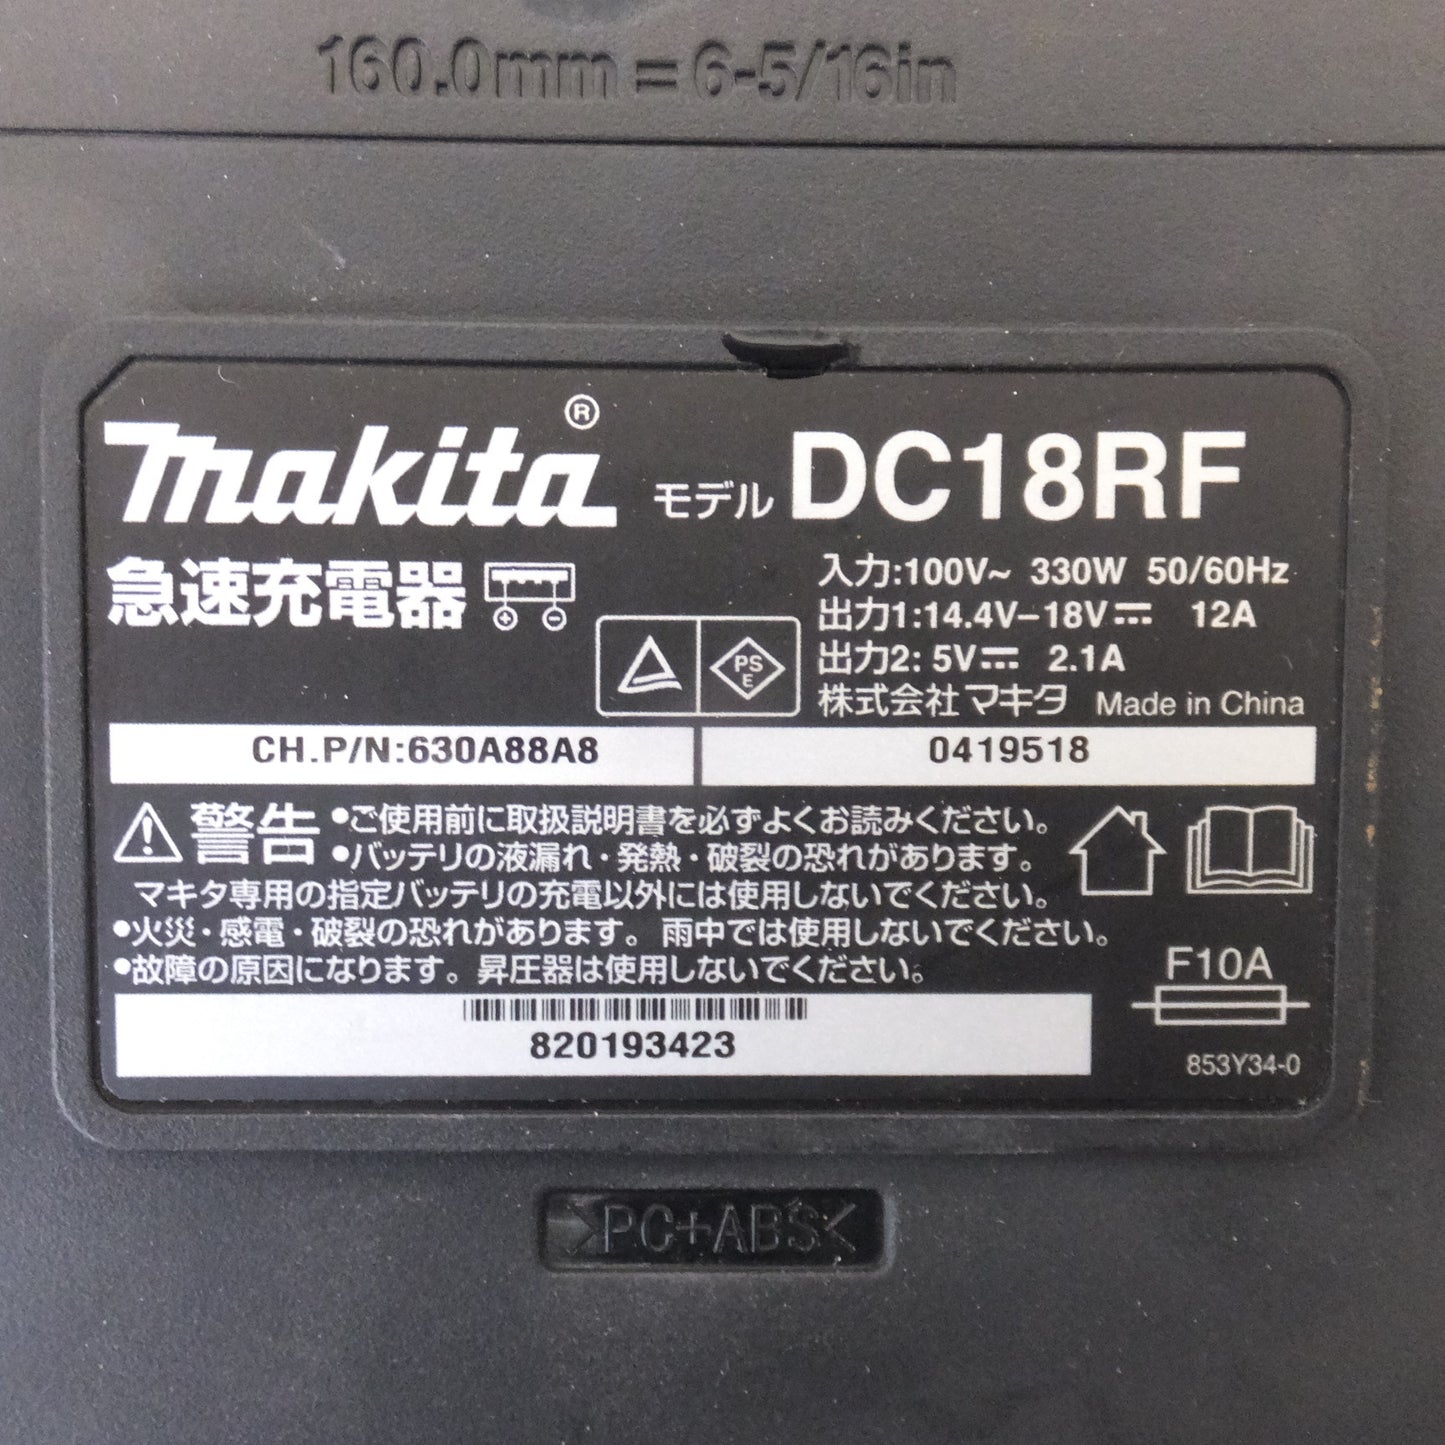 160.0mm = 6-5/16in
makita® モデル DC18RF
急速充電器
入力:100V~ 330W 50/60Hz
出力1:14.4V–18V⎓ 12A
出力2: 5V⎓ 2.1A
PS
E
株式会社マキタ Made in China
CH.P/N:630A88A8 0419518
⚠警告 •ご使用前に取扱説明書を必ずよくお読みください。
•バッテリの液漏れ・発熱・破裂の恐れがあります。
マキタ専用の指定バッテリの充電以外には使用しないでください。
•火災・感電・破裂の恐れがあります。雨中では使用しないでください。
•故障の原因になります。昇圧器は使用しないでください。
F10A
820193423
853Y34-0
>PC+ABS<